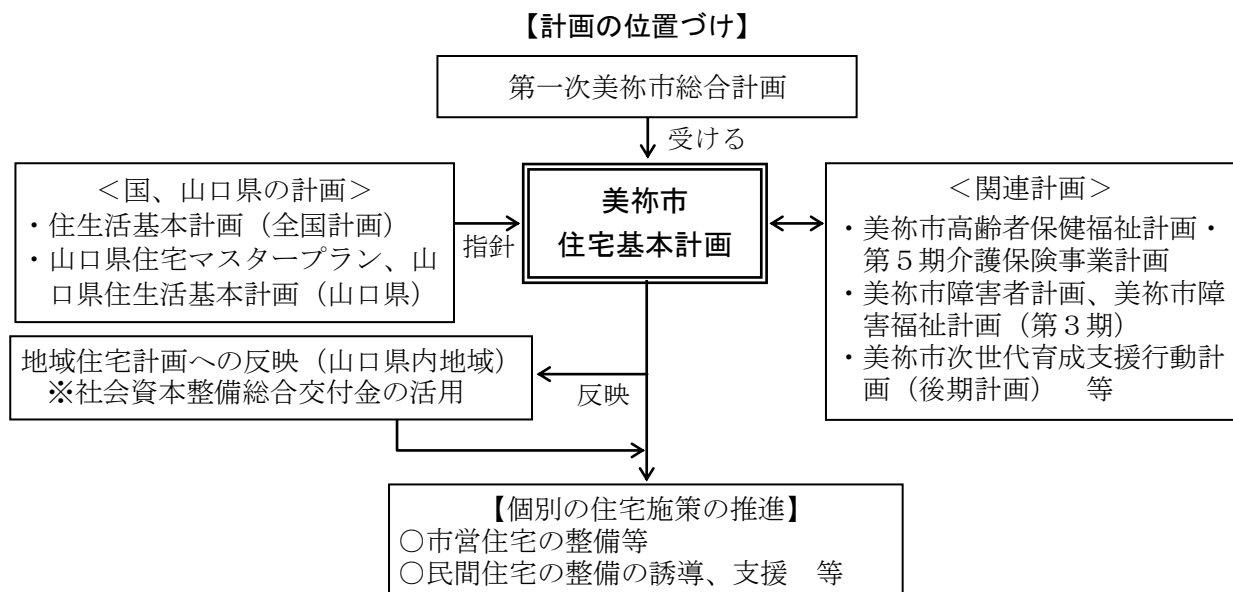 【計画の位置づけ】
第一次美祢市総合計画
受ける
＜国、山口県の計画＞
・住生活基本計画（全国計画）
・山口県住宅マスタープラン、山
口県住生活基本計画（山口県）
指針
美祢市
住宅基本計画
＜関連計画＞
・美祢市高齢者保健福祉計画・
第５期介護保険事業計画
・美祢市障害者計画、美祢市障
害福祉計画（第３期）
・美祢市次世代育成支援行動計
画（後期計画）　等
地域住宅計画への反映（山口県内地域）
※社会資本整備総合交付金の活用
反映
【個別の住宅施策の推進】
○市営住宅の整備等
○民間住宅の整備の誘導、支援　等